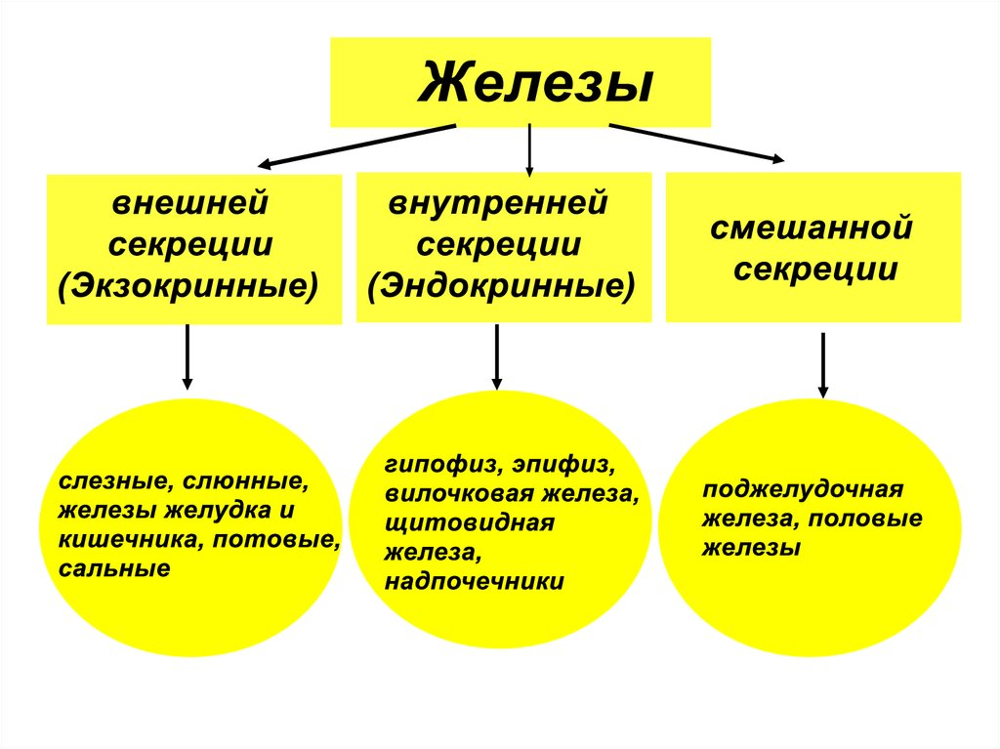 Железы
внешней
секреции
(Экзокринные)
внутренней
секреции
(Эндокринные)
смешанной
секреции
слезные, слюнные,
железы желудка и
кишечника, потовые,
сальные
гипофиз, эпифиз,
вилочковая железа,
щитовидная
железа,
надпочечники
поджелудочная
железа, половые
железы